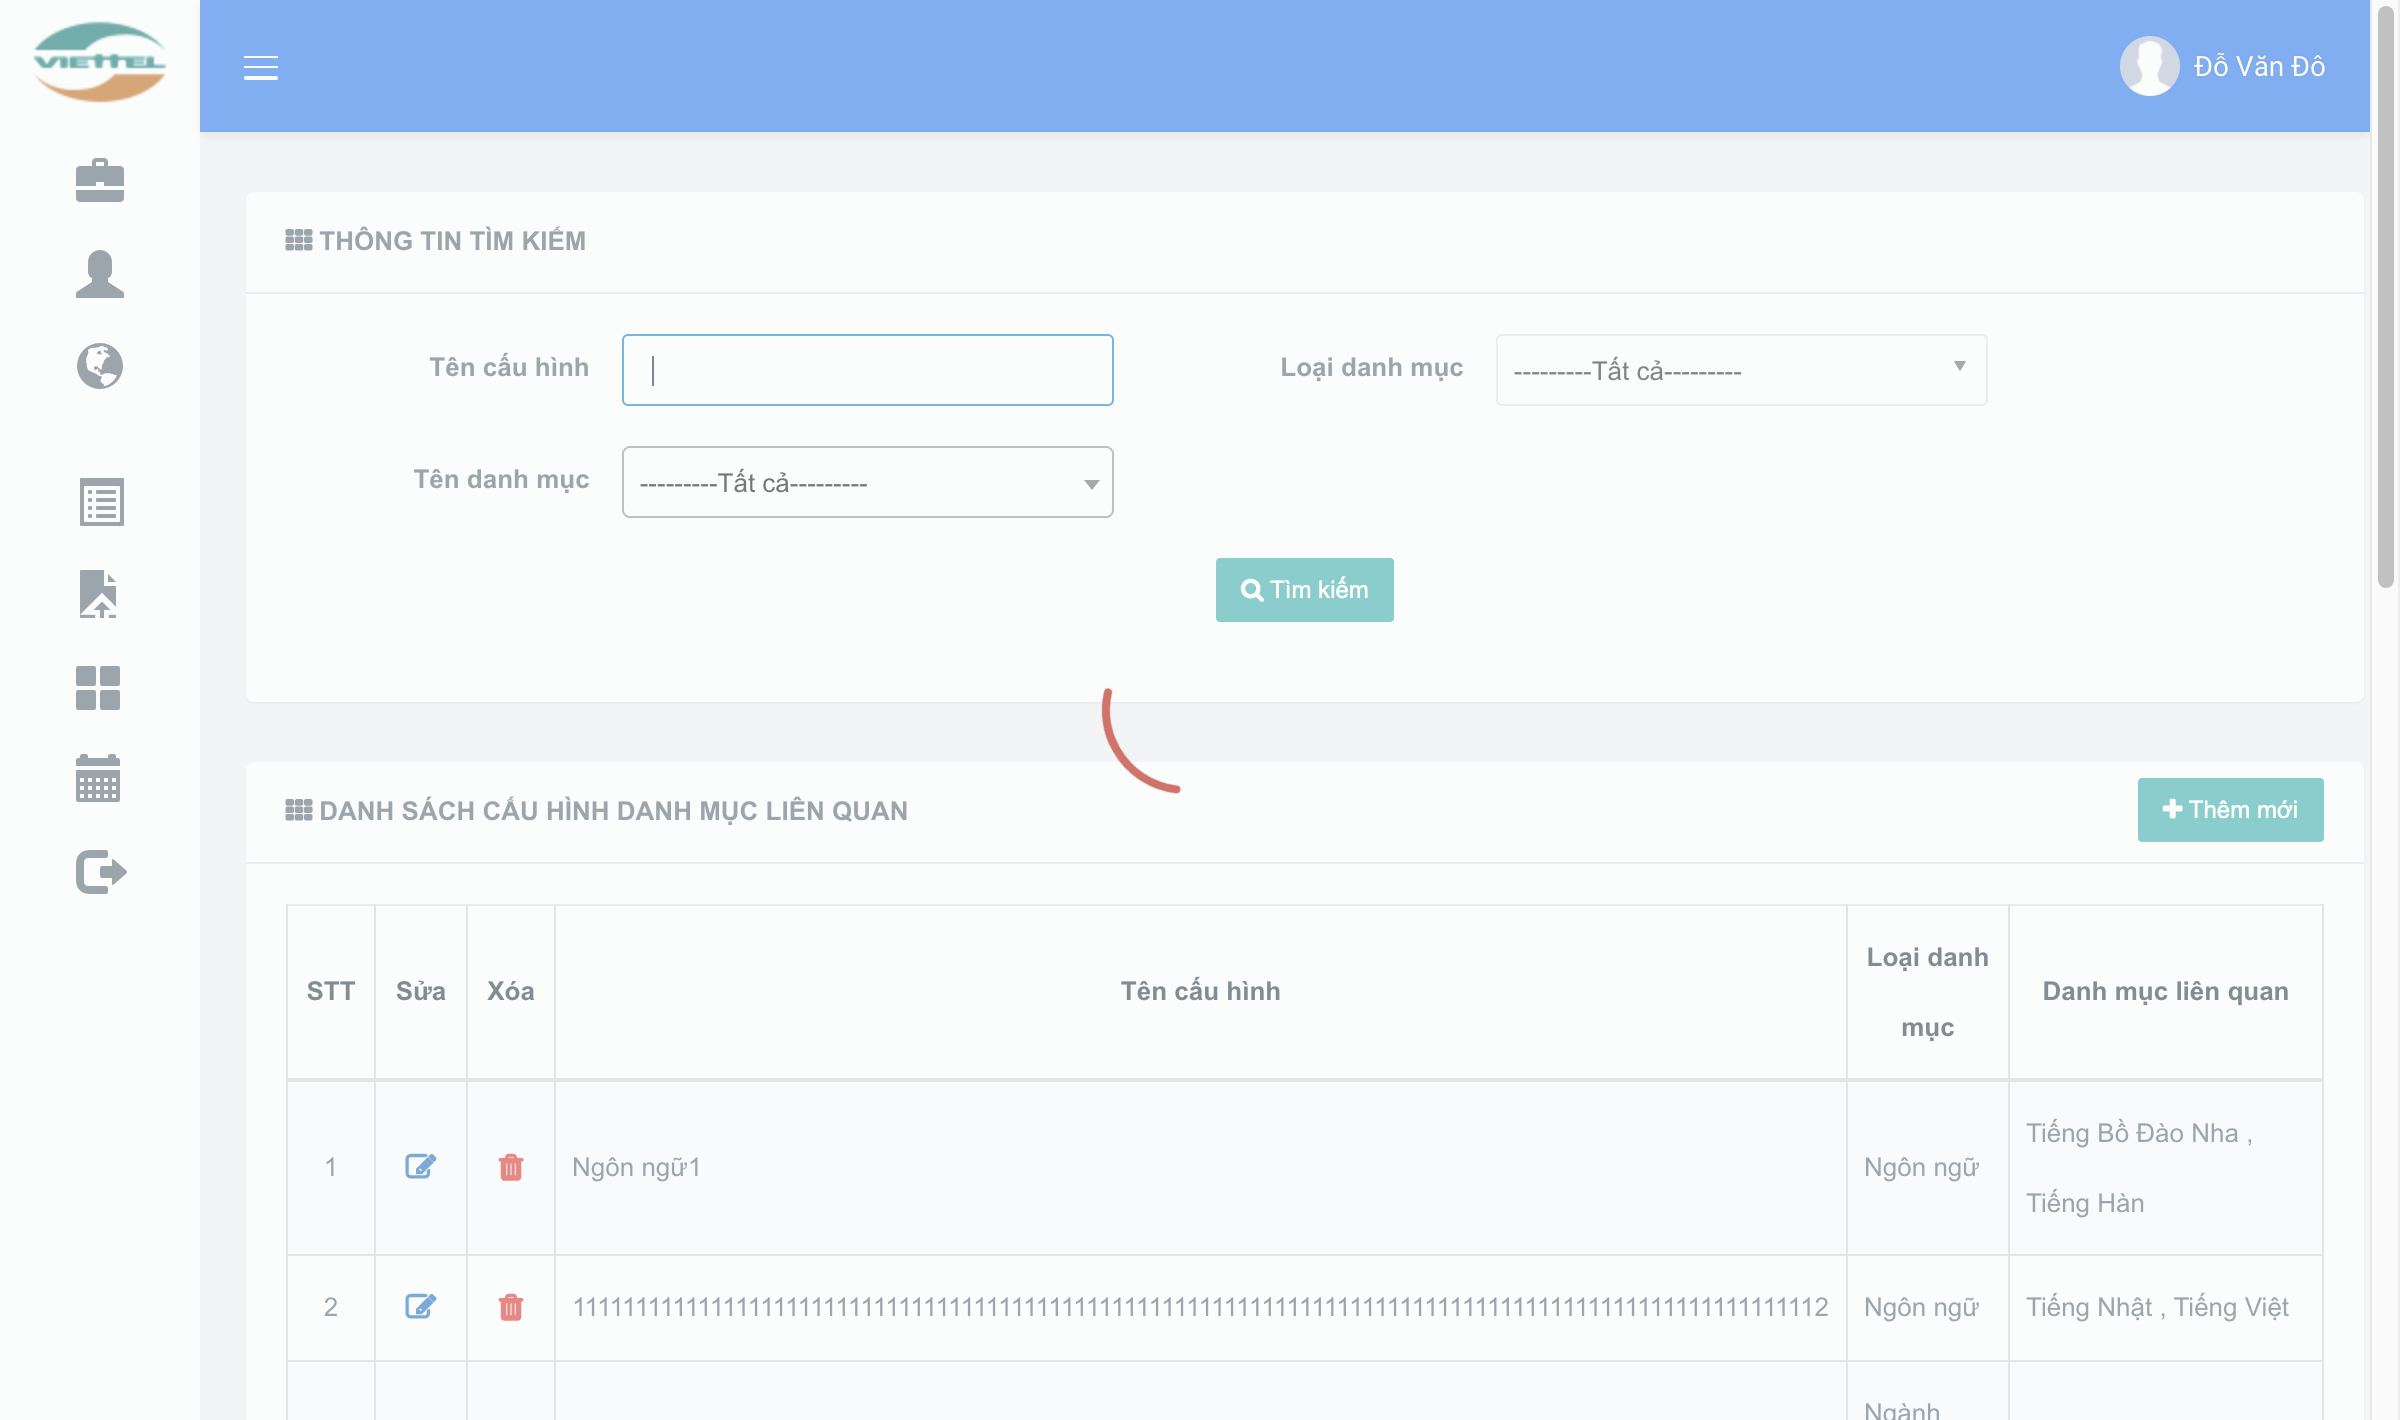 VIETTEL
Đỗ Văn Đô
THÔNG TIN TÌM KIẾM
Tên cấu hình
Loại danh mục
---------Tất cả---------
Tên danh mục
---------Tất cả---------
Tìm kiếm
DANH SÁCH CẤU HÌNH DANH MỤC LIÊN QUAN
Thêm mới
STT
Sửa
Xóa
Tên cấu hình
Loại danh
mục
Danh mục liên quan
1
Ngôn ngữ1
Ngôn ngữ
Tiếng Bồ Đào Nha ,
Tiếng Hàn
2
Ngôn ngữ
Tiếng Nhật , Tiếng Việt
Ngành